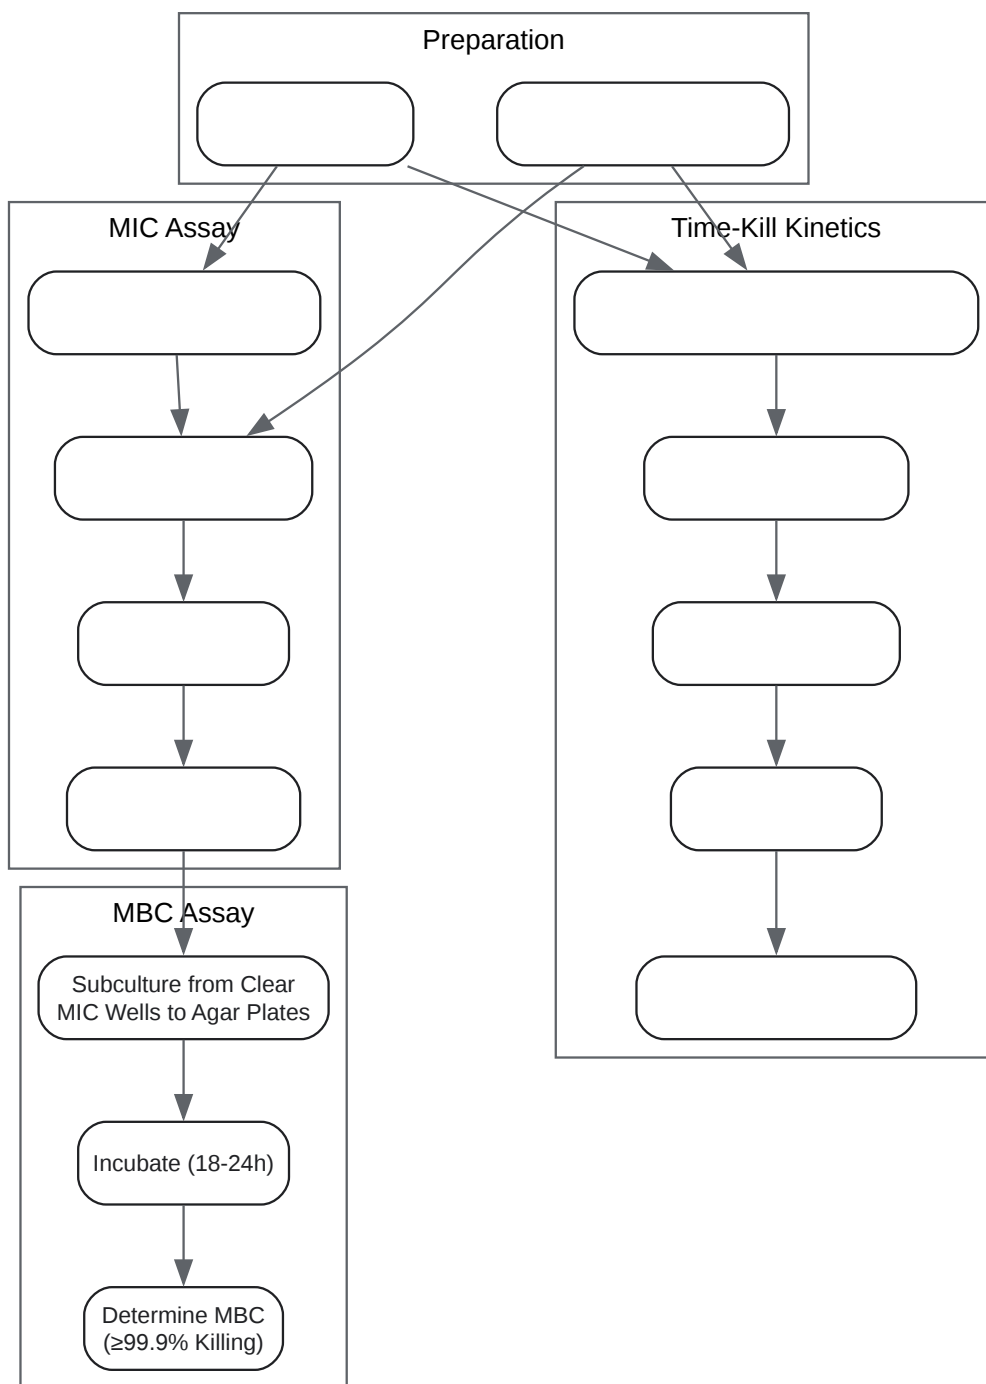 Preparation
MIC Assay
Time-Kill Kinetics
MBC Assay
Subculture from Clear
MIC Wells to Agar Plates
Incubate (18-24h)
Determine MBC
(≥99.9% Killing)